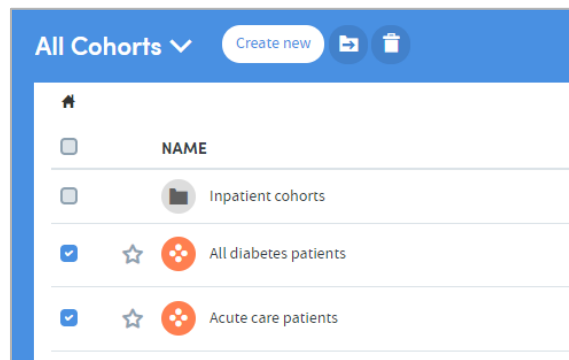 All Cohorts Create new
NAME
Inpatient cohorts
All diabetes patients
Acute care patients